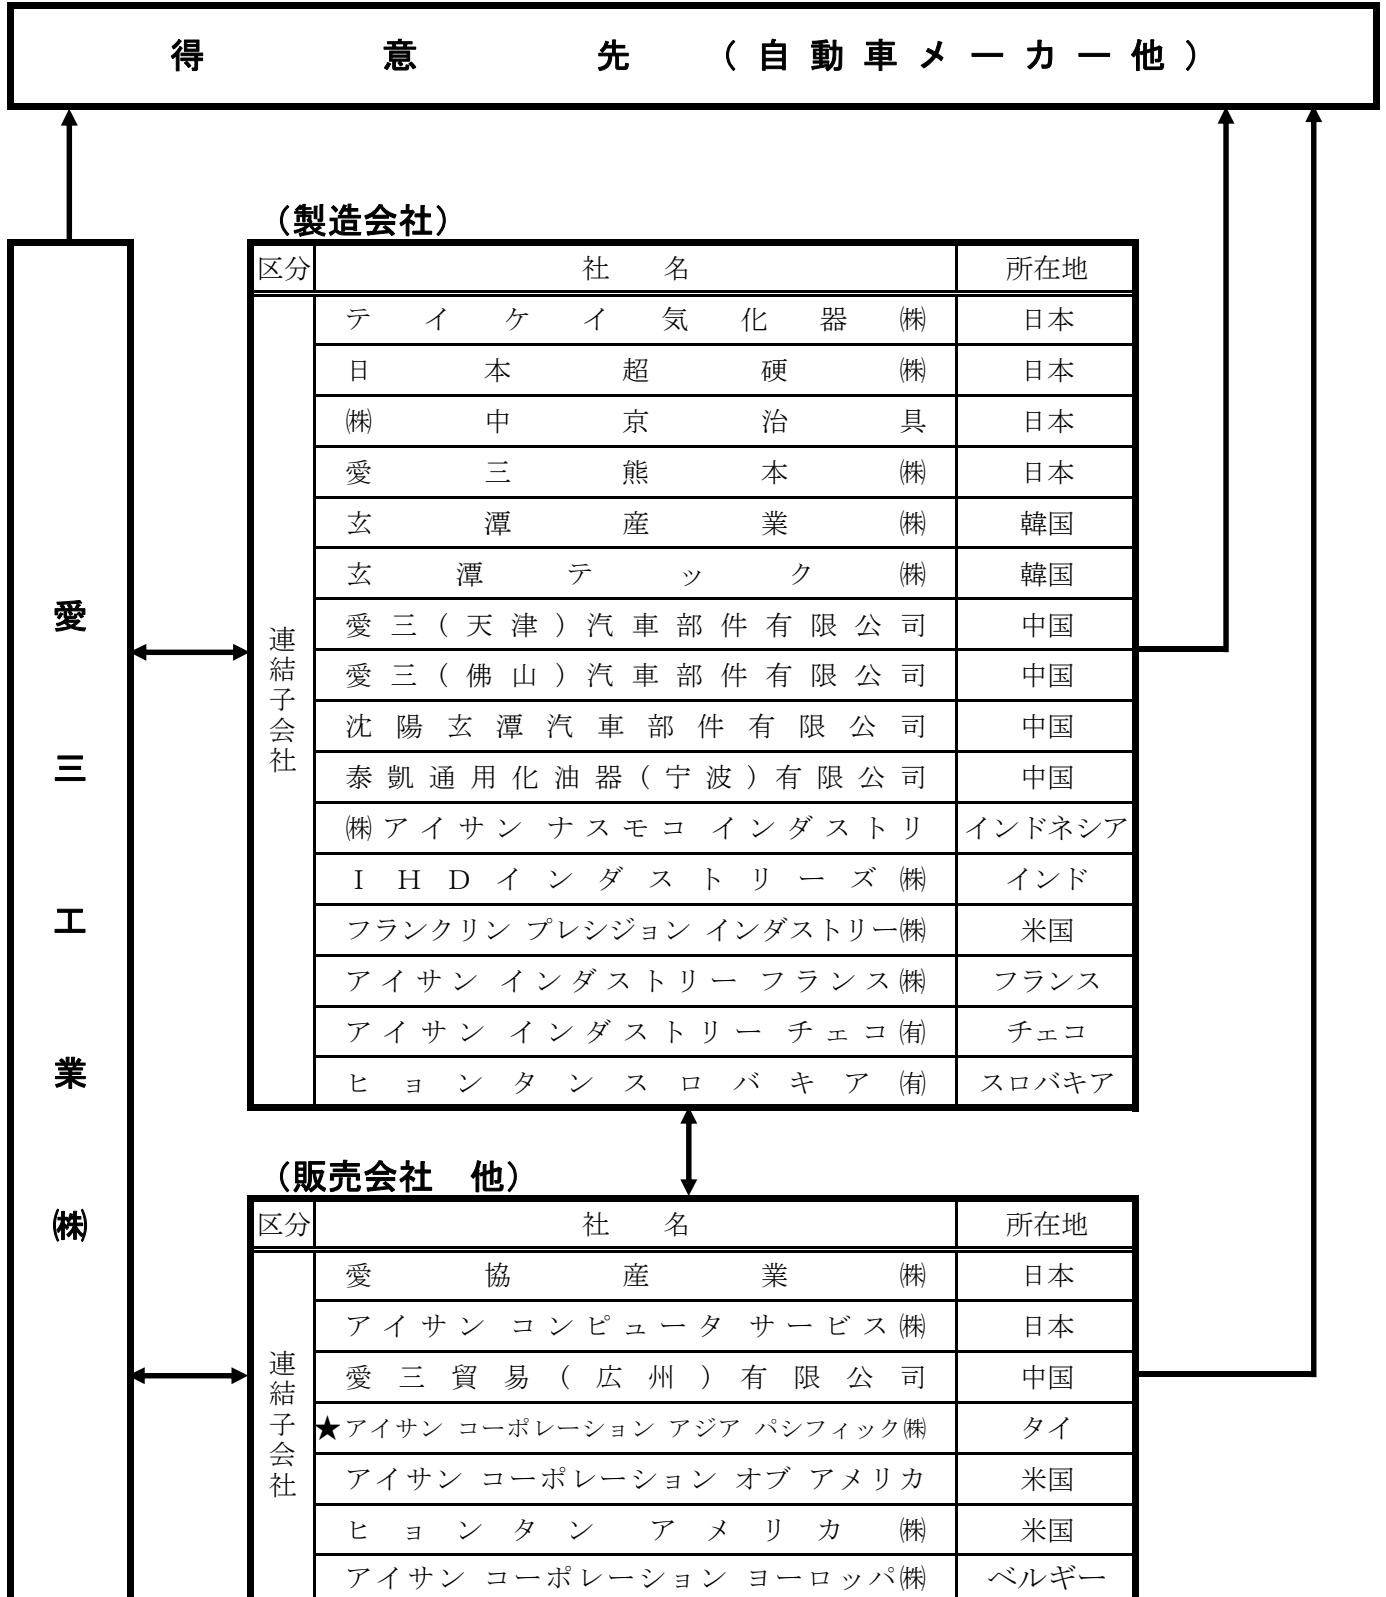 得意先（自動車メーカー他）
（製造会社）
区分 社名 所在地
連結子会社
テイケイ気化器㈱ 日本
日本超硬㈱ 日本
㈱中京治具 日本
愛三熊本㈱ 日本
玄潭産業㈱ 韓国
玄潭テック㈱ 韓国
愛三（天津）汽車部件有限公司 中国
愛三（佛山）汽車部件有限公司 中国
沈陽玄潭汽車部件有限公司 中国
泰凱通用化油器（宁波）有限公司 中国
㈱アイサン ナスモコ インダストリ インドネシア
ＩＨＤインダストリーズ㈱ インド
フランクリン プレシジョン インダストリー㈱ 米国
アイサン インダストリー フランス㈱ フランス
アイサン インダストリー チェコ㈲ チェコ
ヒョンタンスロバキア㈲ スロバキア
愛三工業㈱
（販売会社　他）
区分 社名 所在地
連結子会社
愛協産業㈱ 日本
アイサン コンピュータ サービス㈱ 日本
愛三貿易（広州）有限公司 中国
★アイサン コーポレーション アジア パシフィック㈱ タイ
アイサン コーポレーション オブ アメリカ 米国
ヒョンタン アメリカ㈱ 米国
アイサン コーポレーション ヨーロッパ㈱ ベルギー